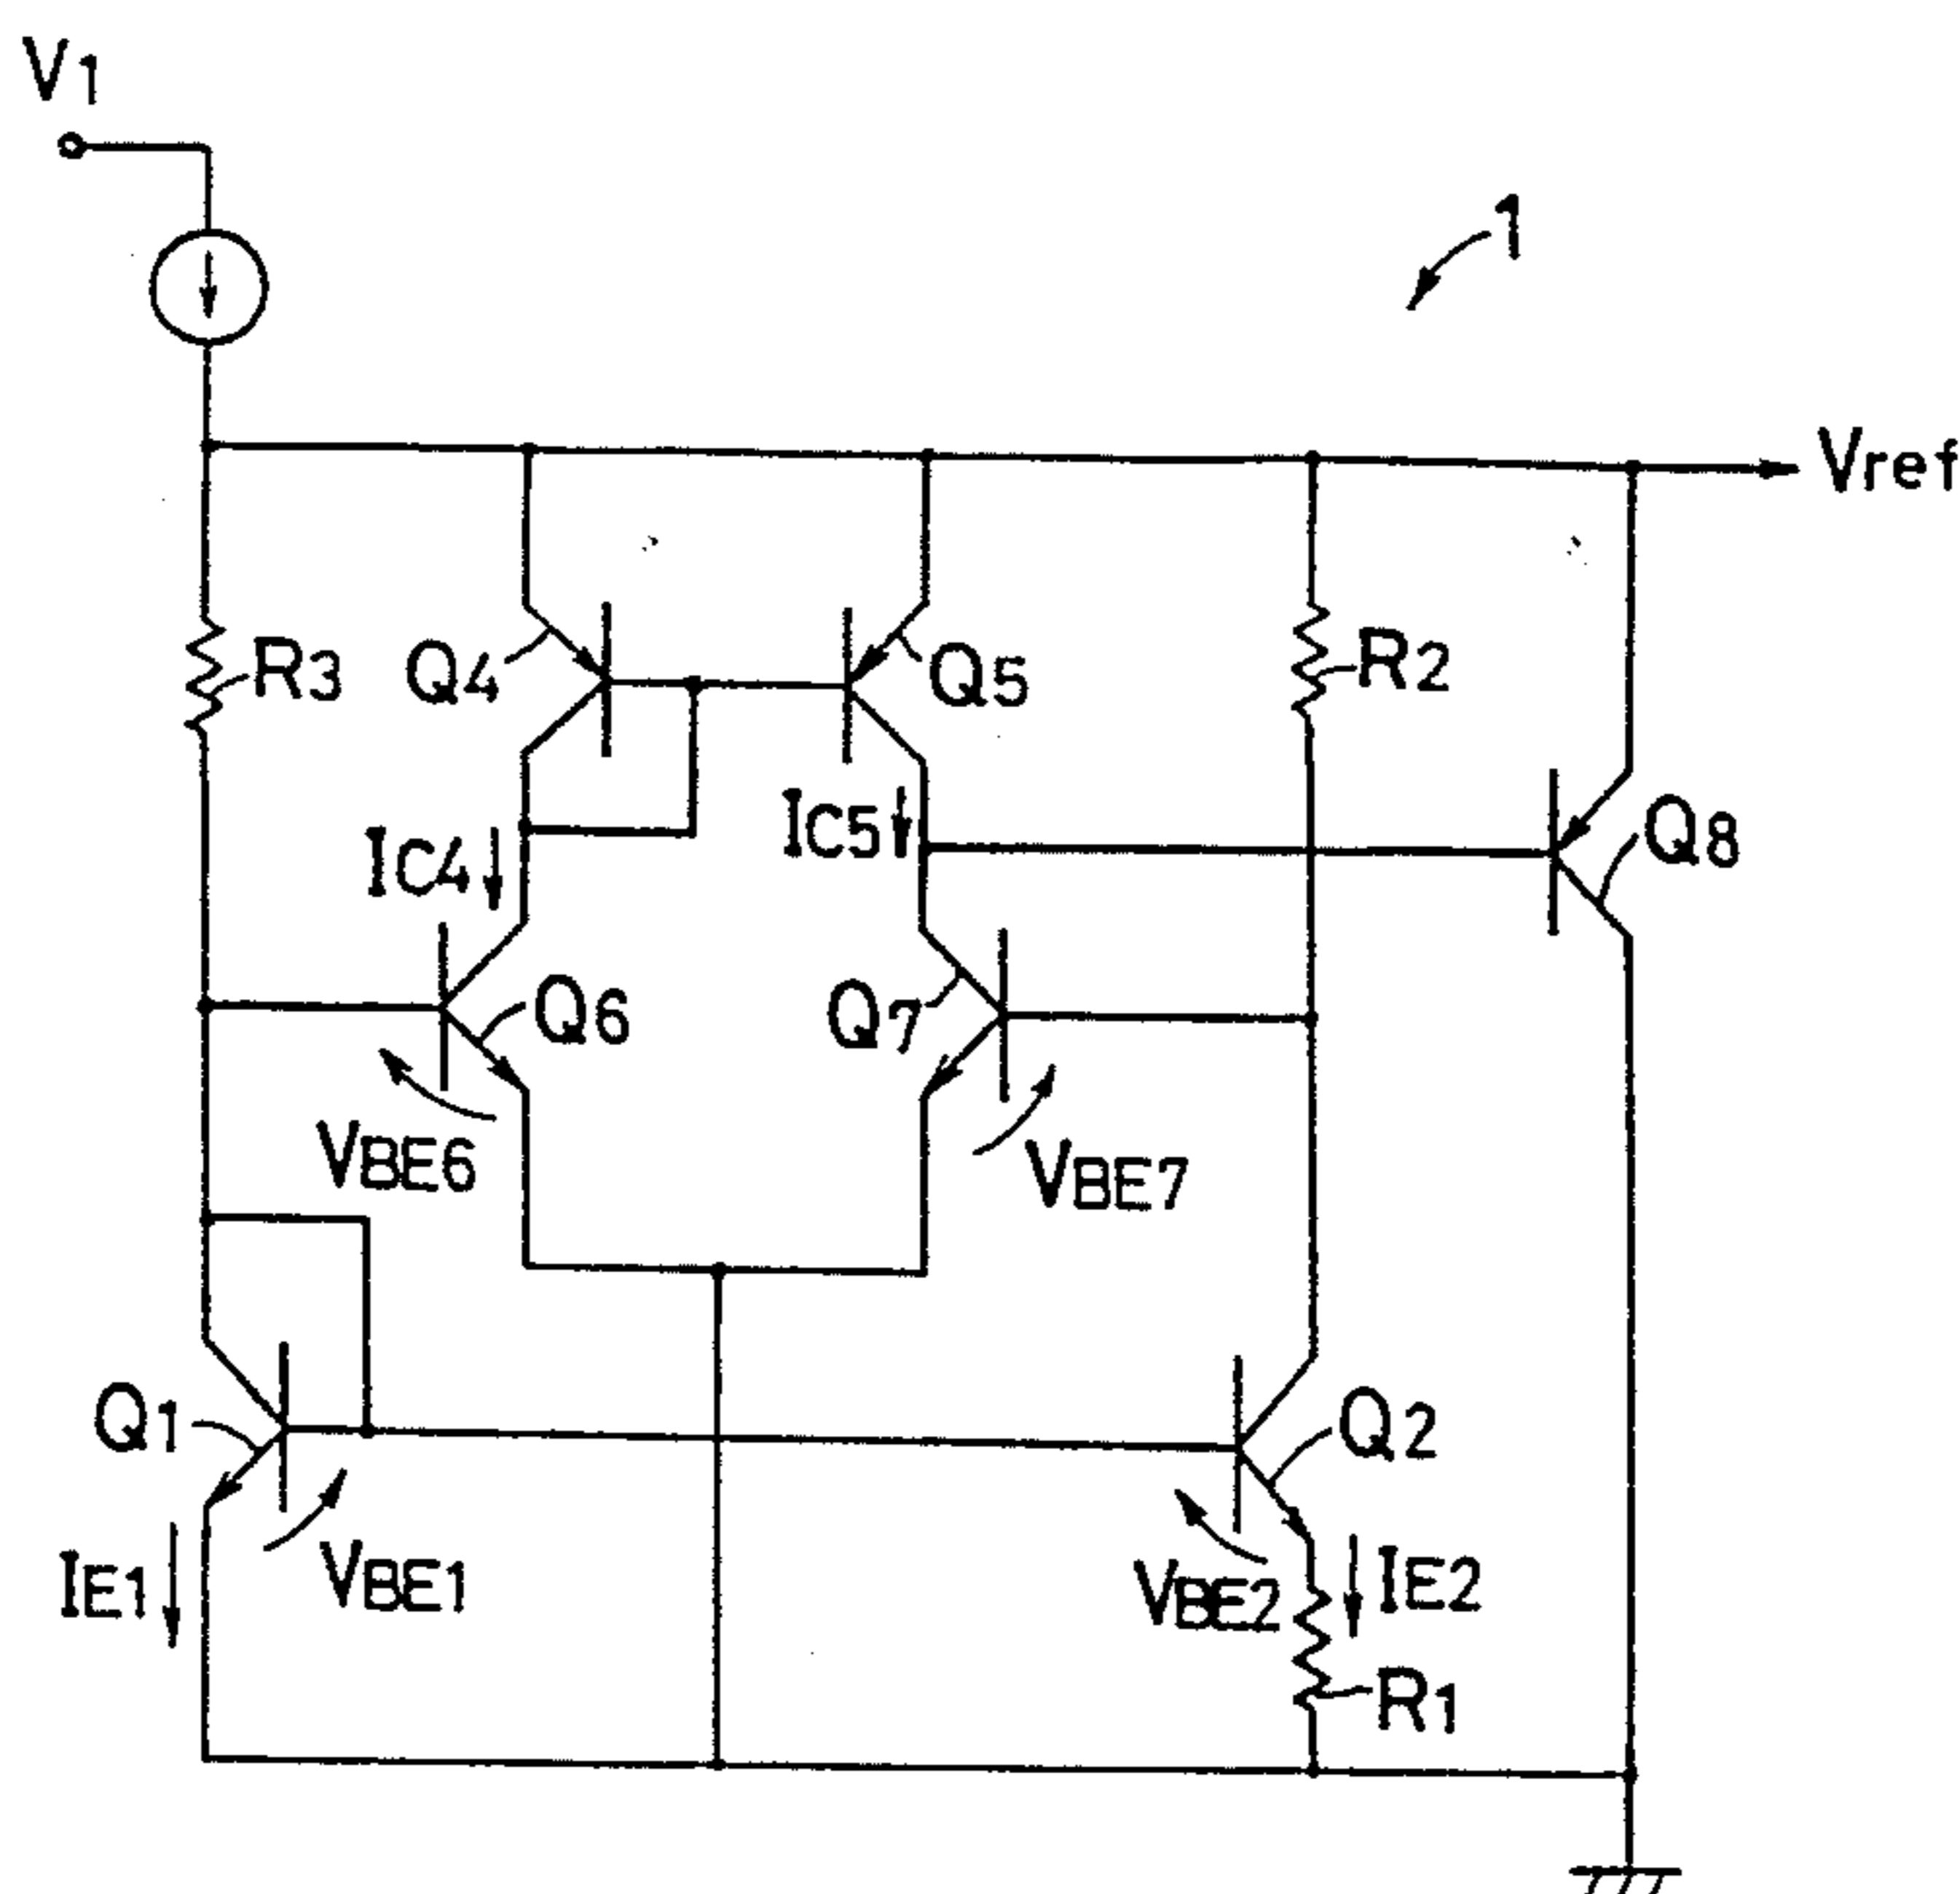 V1
1
Vref
R3
Q4
Q5
R2
IC4
IC5
Q8
Q6
Q7
VBE6
VBE7
Q1
Q2
IE1
VBE1
VBE2
IE2
R1